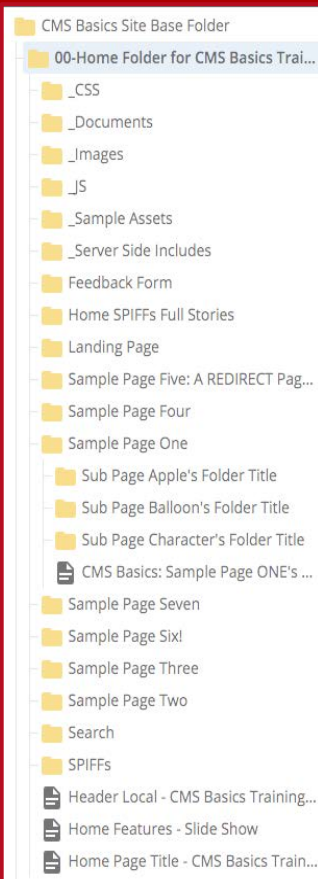 CMS Basics Site Base Folder
00-Home Folder for CMS Basics Trai...
_CSS
_Documents
_Images
_JS
_Sample Assets
_Server Side Includes
Feedback Form
Home SPIFFs Full Stories
Landing Page
Sample Page Five: A REDIRECT Pag...
Sample Page Four
Sample Page One
Sub Page Apple's Folder Title
Sub Page Balloon's Folder Title
Sub Page Character's Folder Title
CMS Basics: Sample Page ONE's ...
Sample Page Seven
Sample Page Six!
Sample Page Three
Sample Page Two
Search
SPIFFs
Header Local - CMS Basics Training...
Home Features - Slide Show
Home Page Title - CMS Basics Train...